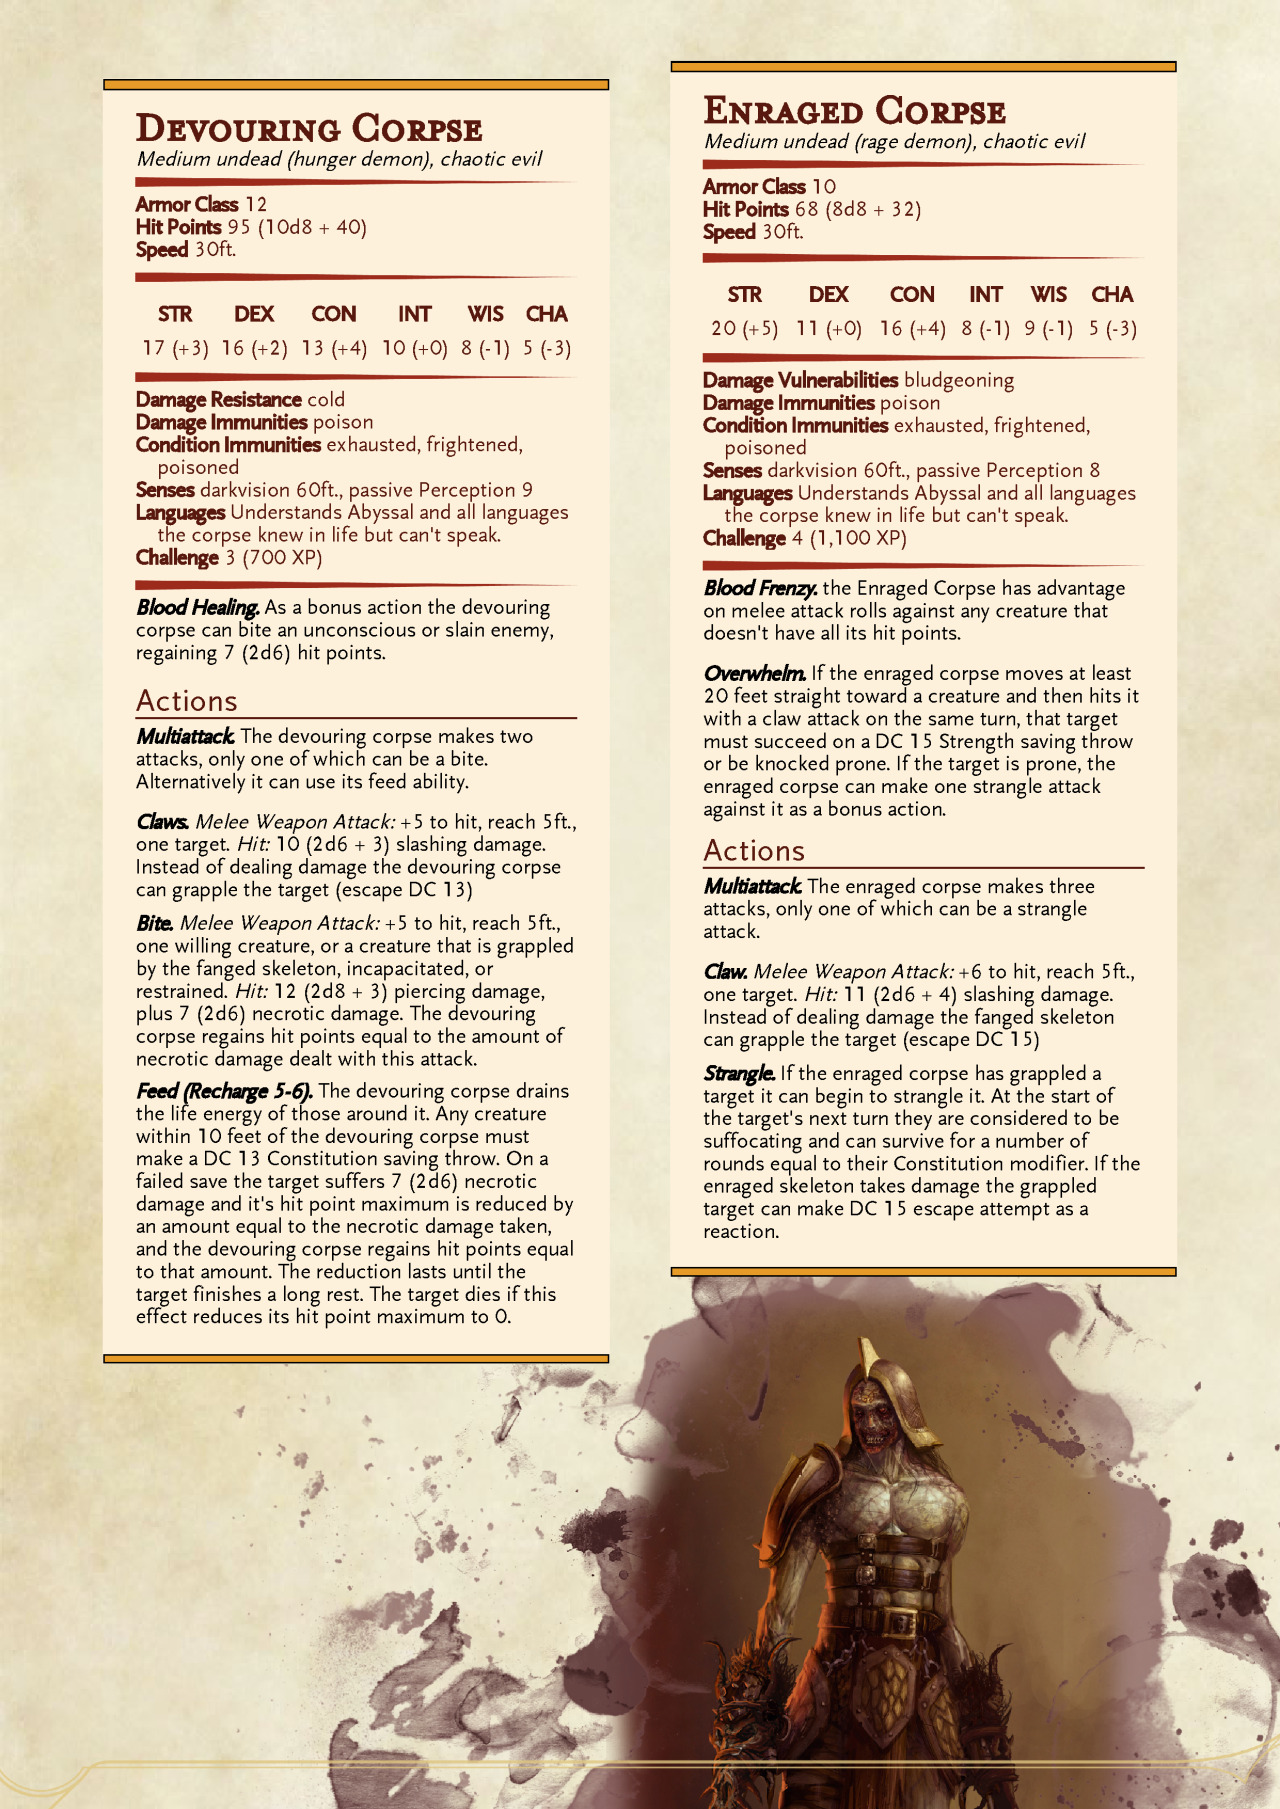 Devouring Corpse
Medium undead (hunger demon), chaotic evil
Armor Class 12
Hit Points 95 (10d8 + 40)
Speed 30ft.
STR DEX CON INT WIS CHA
17 (+3) 16 (+2) 13 (+4) 10 (+0) 8 (-1) 5 (-3)
Damage Resistance cold
Damage Immunities poison
Condition Immunities exhausted, frightened,
poisoned
Senses darkvision 60ft., passive Perception 9
Languages Understands Abyssal and all languages
the corpse knew in life but can't speak.
Challenge 3 (700 XP)
Blood Healing. As a bonus action the devouring
corpse can bite an unconscious or slain enemy,
regaining 7 (2d6) hit points.
Actions
Multiattack. The devouring corpse makes two
attacks, only one of which can be a bite.
Alternatively it can use its feed ability.
Claws. Melee Weapon Attack: +5 to hit, reach 5ft.,
one target. Hit: 10 (2d6 + 3) slashing damage.
Instead of dealing damage the devouring corpse
can grapple the target (escape DC 13)
Bite. Melee Weapon Attack: +5 to hit, reach 5ft.,
one willing creature, or a creature that is grappled
by the fanged skeleton, incapacitated, or
restrained. Hit: 12 (2d8 + 3) piercing damage,
plus 7 (2d6) necrotic damage. The devouring
corpse regains hit points equal to the amount of
necrotic damage dealt with this attack.
Feed (Recharge 5-6). The devouring corpse drains
the life energy of those around it. Any creature
within 10 feet of the devouring corpse must
make a DC 13 Constitution saving throw. On a
failed save the target suffers 7 (2d6) necrotic
damage and it's hit point maximum is reduced by
an amount equal to the necrotic damage taken,
and the devouring corpse regains hit points equal
to that amount. The reduction lasts until the
target finishes a long rest. The target dies if this
effect reduces its hit point maximum to 0.
Enraged Corpse
Medium undead (rage demon), chaotic evil
Armor Class 10
Hit Points 68 (8d8 + 32)
Speed 30ft.
STR DEX CON INT WIS CHA
20 (+5) 11 (+0) 16 (+4) 8 (-1) 9 (-1) 5 (-3)
Damage Vulnerabilities bludgeoning
Damage Immunities poison
Condition Immunities exhausted, frightened,
poisoned
Senses darkvision 60ft., passive Perception 8
Languages Understands Abyssal and all languages
the corpse knew in life but can't speak.
Challenge 4 (1,100 XP)
Blood Frenzy. the Enraged Corpse has advantage
on melee attack rolls against any creature that
doesn't have all its hit points.
Overwhelm. If the enraged corpse moves at least
20 feet straight toward a creature and then hits it
with a claw attack on the same turn, that target
must succeed on a DC 15 Strength saving throw
or be knocked prone. If the target is prone, the
enraged corpse can make one strangle attack
against it as a bonus action.
Actions
Multiattack. The enraged corpse makes three
attacks, only one of which can be a strangle
attack.
Claw. Melee Weapon Attack: +6 to hit, reach 5ft.,
one target. Hit: 11 (2d6 + 4) slashing damage.
Instead of dealing damage the fanged skeleton
can grapple the target (escape DC 15)
Strangle. If the enraged corpse has grappled a
target it can begin to strangle it. At the start of
the target's next turn they are considered to be
suffocating and can survive for a number of
rounds equal to their Constitution modifier. If the
enraged skeleton takes damage the grappled
target can make DC 15 escape attempt as a
reaction.